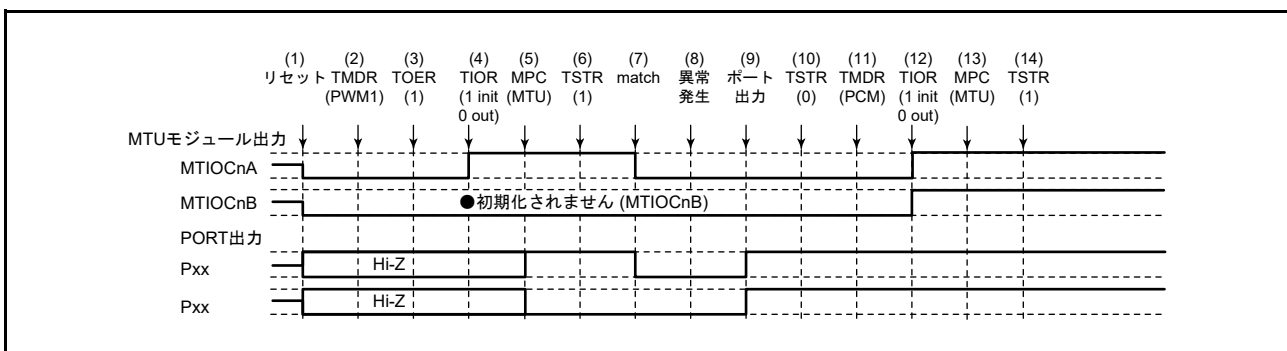 (1) (2) (3) (4) (5) (6) (7) (8) (9) (10) (11) (12) (13) (14)
リセット TMDR TOER TIOR MPC TSTR match 異常 ポート TSTR TMDR TIOR MPC TSTR
(PWM1) (1) (1 init (MTU) (1) 発生 出力 (0) (PCM) (1 init (MTU) (1)
0 out) 0 out)
MTUモジュール出力
MTIOCnA
MTIOCnB ●初期化されません (MTIOCnB)
PORT出力
Pxx Hi-Z
Pxx Hi-Z